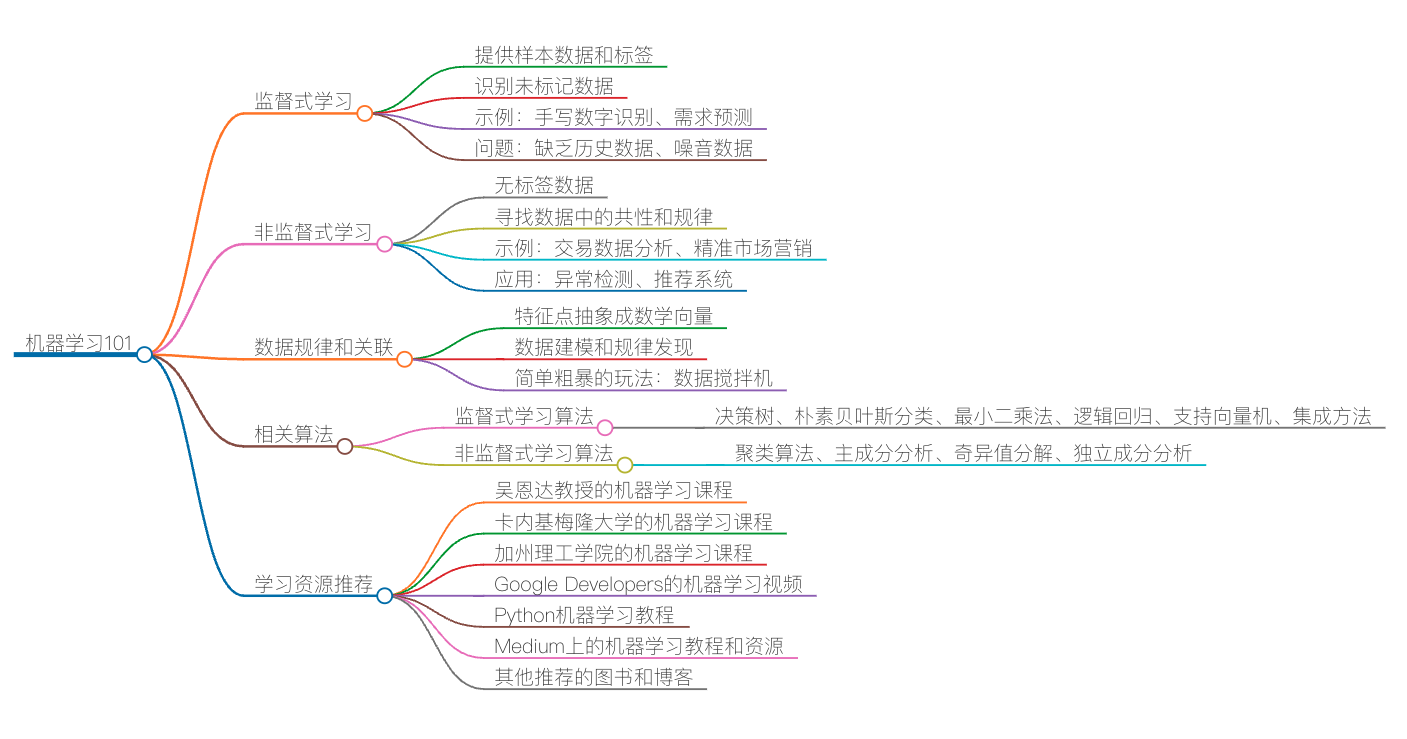 机器学习101
监督式学习
提供样本数据和标签
识别未标记数据
示例：手写数字识别、需求预测
问题：缺乏历史数据、噪音数据
非监督式学习
无标签数据
寻找数据中的共性和规律
示例：交易数据分析、精准市场营销
应用：异常检测、推荐系统
数据规律和关联
特征点抽象成数学向量
数据建模和规律发现
简单粗暴的玩法：数据搅拌机
相关算法
监督式学习算法
决策树、朴素贝叶斯分类、最小二乘法、逻辑回归、支持向量机、集成方法
非监督式学习算法
聚类算法、主成分分析、奇异值分解、独立成分分析
学习资源推荐
吴恩达教授的机器学习课程
卡内基梅隆大学的机器学习课程
加州理工学院的机器学习课程
Google Developers的机器学习视频
Python机器学习教程
Medium上的机器学习教程和资源
其他推荐的图书和博客